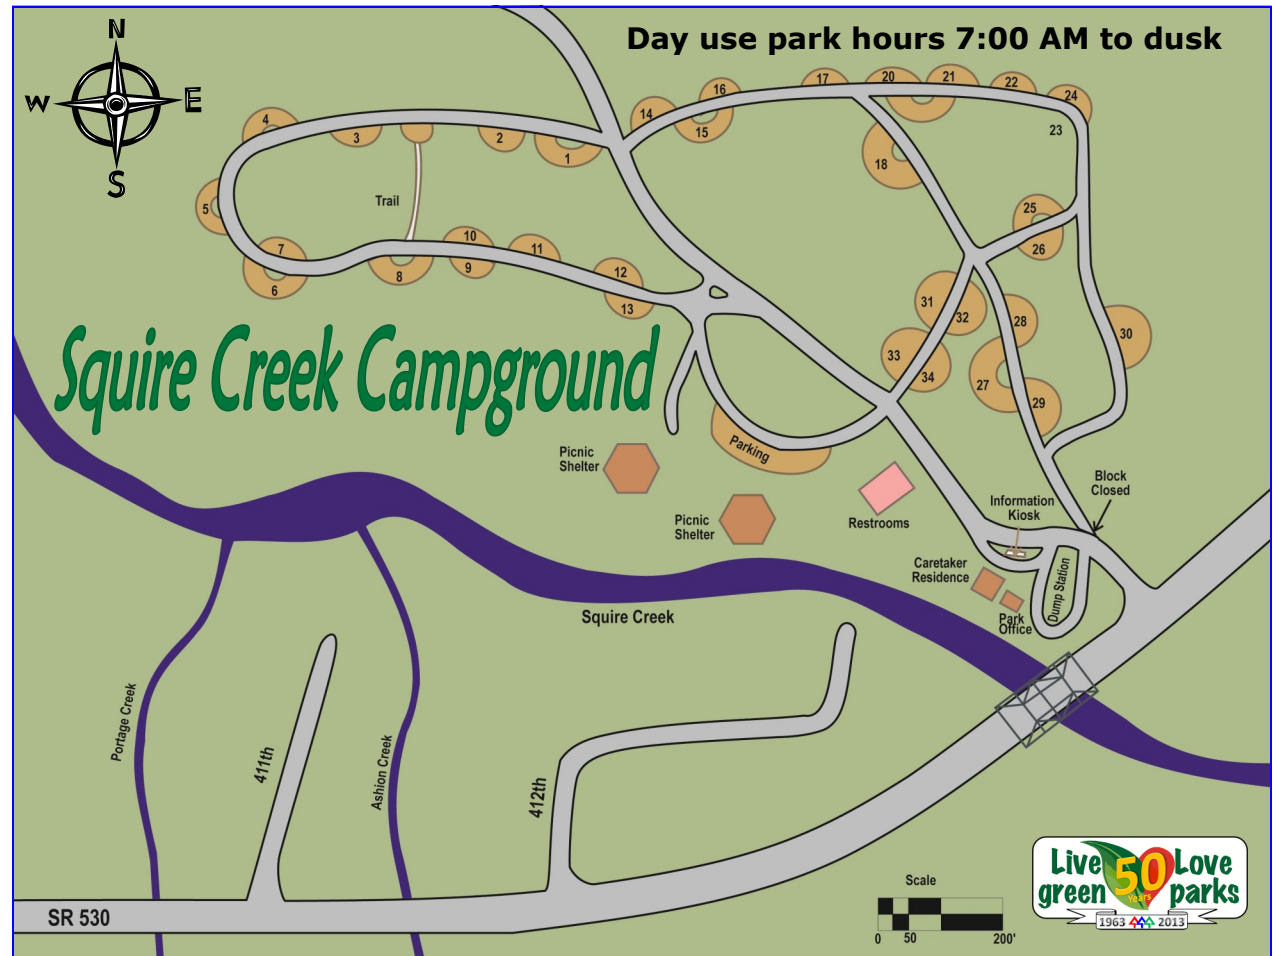 Day use park hours 7:00 AM to dusk
N
W
E
S
4
3
2
1
14
16
15
17
20
21
22
24
23
18
5
Trail
7
6
8
10
9
11
12
13
25
26
31
32
28
30
33
34
27
29
Squire Creek Campground
Parking
Picnic
Shelter
Picnic
Shelter
Restrooms
Information
Kiosk
Block
Closed
Caretaker
Residence
Dump Station
Park
Office
Squire Creek
Portage Creek
411th
Ashion Creek
412th
SR 530
Scale
0 50 200'
Live 50 Love
green Years parks
1963 2013